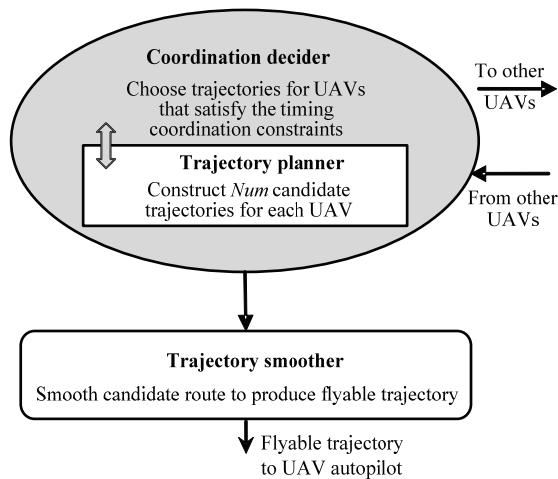 Coordination decider
Choose trajectories for UAVs
that satisfy the timing
coordination constraints
Trajectory planner
Construct Num candidate
trajectories for each UAV
To other
UAVs
From other
UAVs
Trajectory smoother
Smooth candidate route to produce flyable trajectory
Flyable trajectory
to UAV autopilot